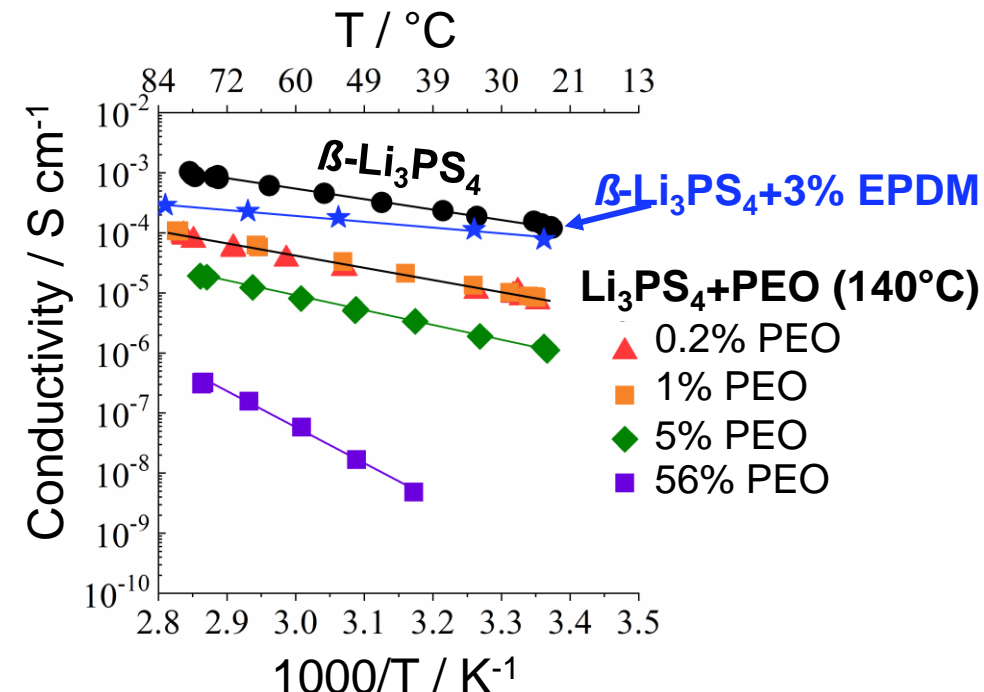 T / °C
84 72 60 49 39 30 21 13
10-2
10-3
10-4
10-5
10-6
10-7
10-8
10-9
10-10
Conductivity / S cm-1
ß-Li3PS4
ß-Li3PS4+3% EPDM
Li3PS4+PEO (140°C)
0.2% PEO
1% PEO
5% PEO
56% PEO
2.8 2.9 3.0 3.1 3.2 3.3 3.4 3.5
1000/T / K-1